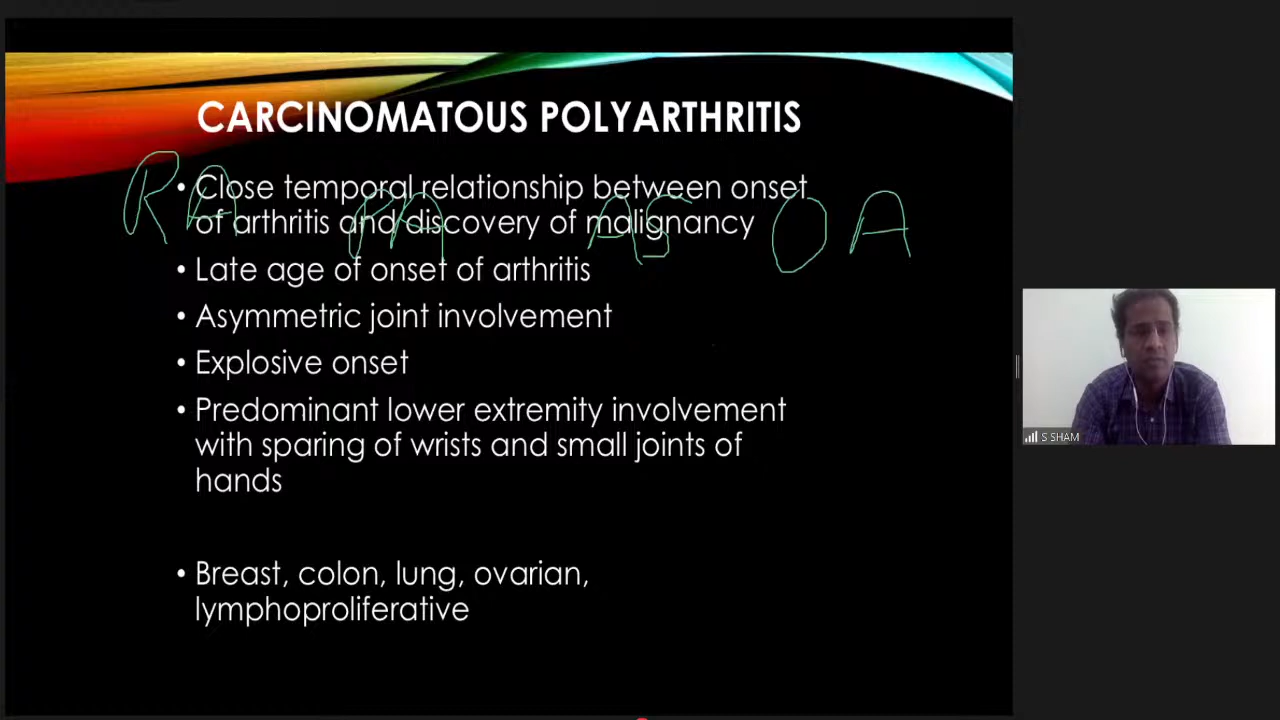 CARCINOMATOUS POLYARTHRITIS
• Close temporal relationship between onset
of arthritis and discovery of malignancy
RA PA AS OA
• Late age of onset of arthritis
• Asymmetric joint involvement
• Explosive onset
• Predominant lower extremity involvement
with sparing of wrists and small joints of
hands
• Breast, colon, lung, ovarian,
lymphoproliferative
S SHAM